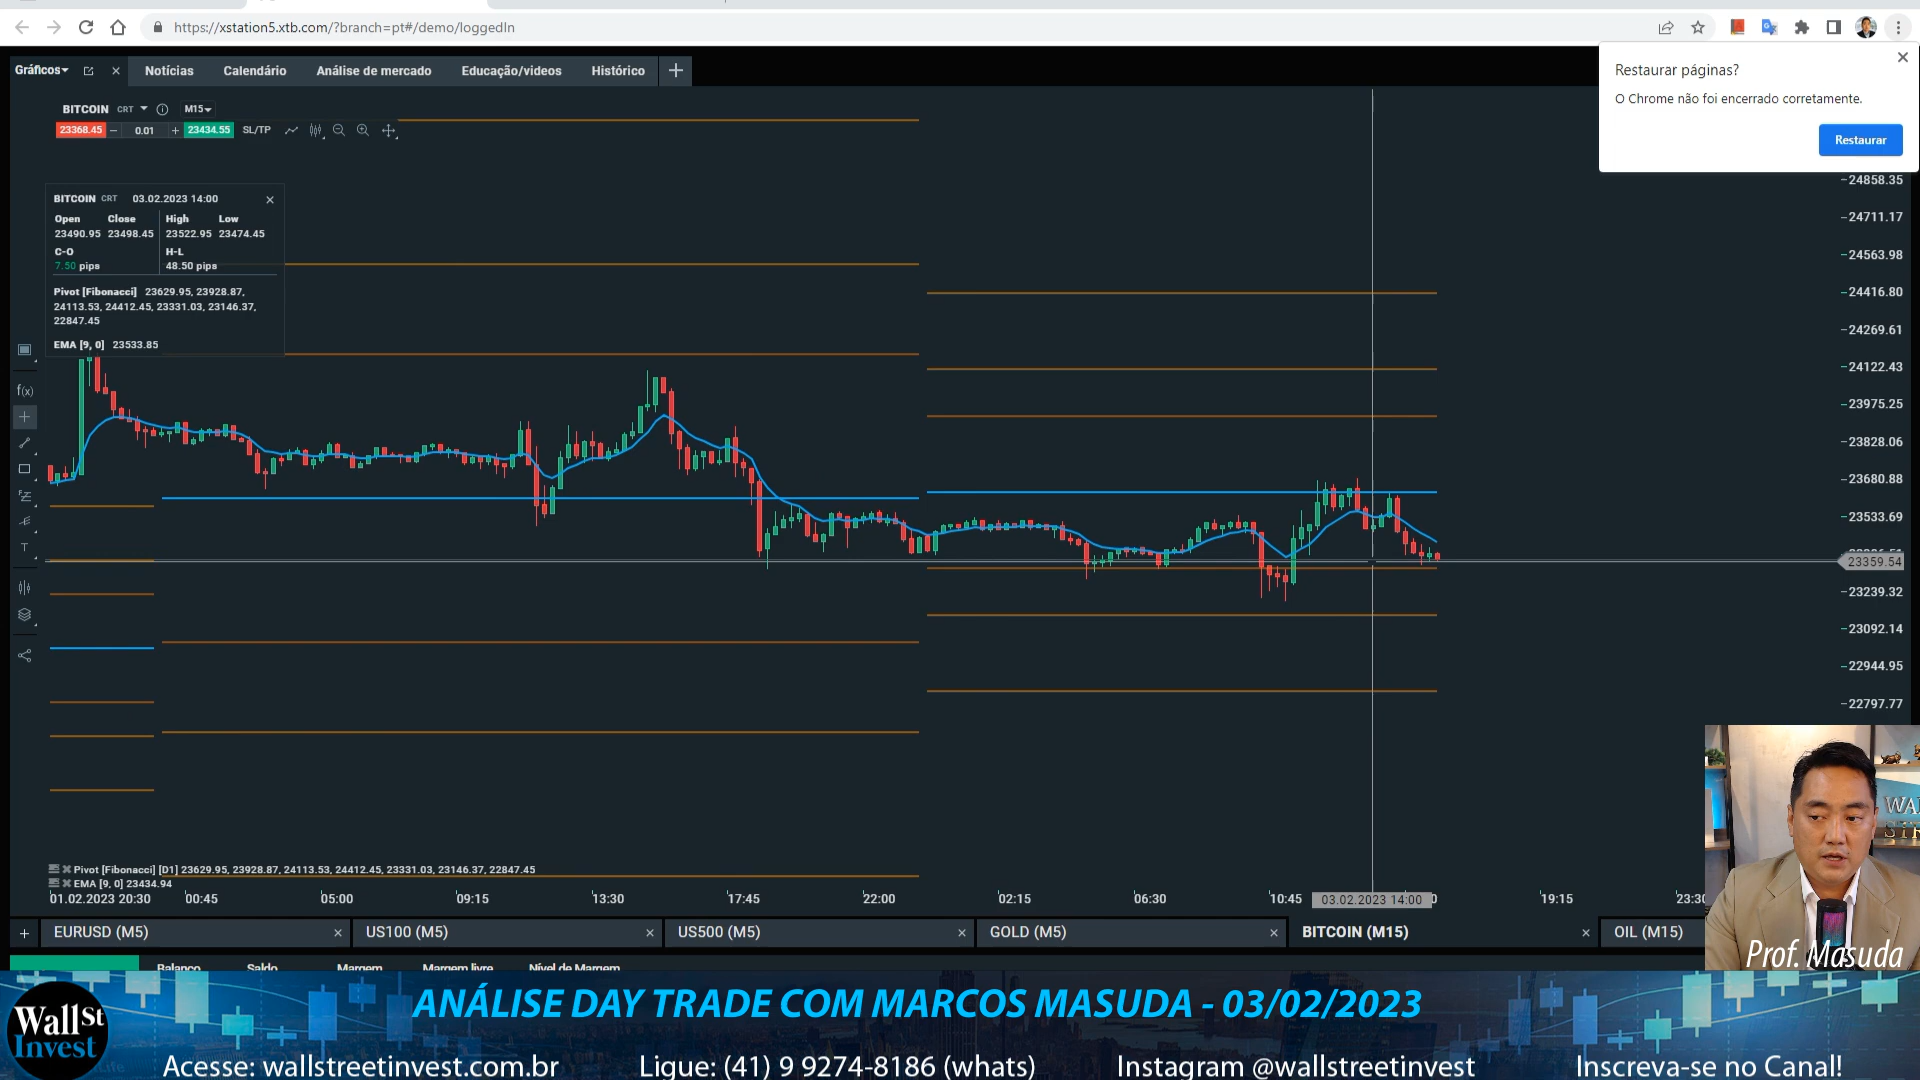 https://xstation5.xtb.com/?branch=pt#/demo/loggedIn
Restaurar páginas?
O Chrome não foi encerrado corretamente.
Restaurar
Gráficos
Notícias
Calendário
Análise de mercado
Educação/videos
Histórico
BITCOIN CRT M15
23368.45 – 0.01 + 23434.55 SL/TP
BITCOIN CRT 03.02.2023 14:00
Open Close High Low
23490.95 23498.45 23522.95 23474.45
C-O H-L
7.50 pips 48.50 pips
Pivot [Fibonacci] 23629.95, 23928.87,
24113.53, 24412.45, 23331.03, 23146.37,
22847.45
EMA [9, 0] 23533.85
f(x)
T
24858.35
24711.17
24563.98
24416.80
24269.61
24122.43
23975.25
23828.06
23680.88
23533.69
23359.54
23239.32
23092.14
22944.95
22797.77
Pivot [Fibonacci] [D1] 23629.95, 23928.87, 24113.53, 24412.45, 23331.03, 23146.37, 22847.45
EMA [9, 0] 23434.94
01.02.2023 20:30 00:45 05:00 09:15 13:30 17:45 22:00 02:15 06:30 10:45 03.02.2023 14:00 19:15 23:30
EURUSD (M5)
US100 (M5)
US500 (M5)
GOLD (M5)
BITCOIN (M15)
OIL (M15)
Balanço Saldo Margem Margem livre Nível de Margem
Prof. Masuda
Wall St
Invest
ANÁLISE DAY TRADE COM MARCOS MASUDA - 03/02/2023
Acesse: wallstreetinvest.com.br Ligue: (41) 9 9274-8186 (whats) Instagram @wallstreetinvest Inscreva-se no Canal!